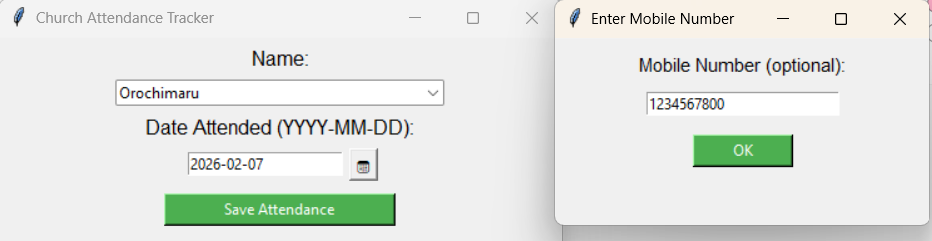 Church Attendance Tracker
Name:
Orochimaru
Date Attended (YYYY-MM-DD):
2026-02-07
Save Attendance
Enter Mobile Number
Mobile Number (optional):
1234567800
OK